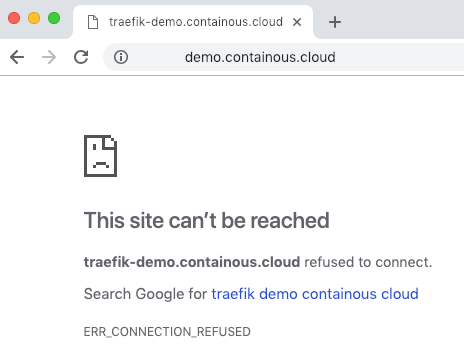 traefik-demo.containous.cloud
demo.containous.cloud
This site can’t be reached
traefik-demo.containous.cloud refused to connect.
Search Google for traefik demo containous cloud
ERR_CONNECTION_REFUSED